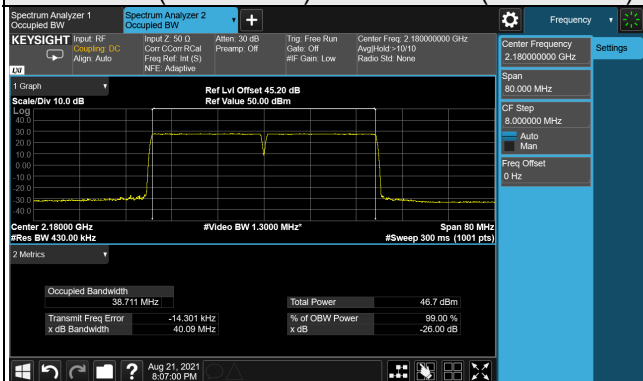 Spectrum Analyzer 1
Occupied BW
Spectrum Analyzer 2
Occupied BW
Frequency
KEYSIGHT
Input: RF
Coupling: DC
Align: Auto
Input Z: 50 Ω
Corr CCorr RCal
Freq Ref: Int (S)
NFE: Adaptive
Atten: 30 dB
Preamp: Off
Trig: Free Run
Gate: Off
#IF Gain: Low
Center Freq: 2.180000000 GHz
Avg|Hold:>10/10
Radio Std: None
LXI
Center Frequency
2.180000000 GHz
Settings
Span
80.000 MHz
CF Step
8.000000 MHz
Auto
Man
Freq Offset
0 Hz
1 Graph
Scale/Div 10.0 dB
Ref Lvl Offset 45.20 dB
Ref Value 50.00 dBm
Log
40.0
30.0
20.0
10.0
0.00
-10.0
-20.0
-30.0
-40.0
Center 2.18000 GHz
#Video BW 1.3000 MHz*
Span 80 MHz
#Res BW 430.00 kHz
#Sweep 300 ms (1001 pts)
2 Metrics
Occupied Bandwidth
38.711 MHz
Total Power 46.7 dBm
Transmit Freq Error -14.301 kHz
% of OBW Power 99.00 %
x dB Bandwidth 40.09 MHz
x dB -26.00 dB
?
Aug 21, 2021
8:07:00 PM